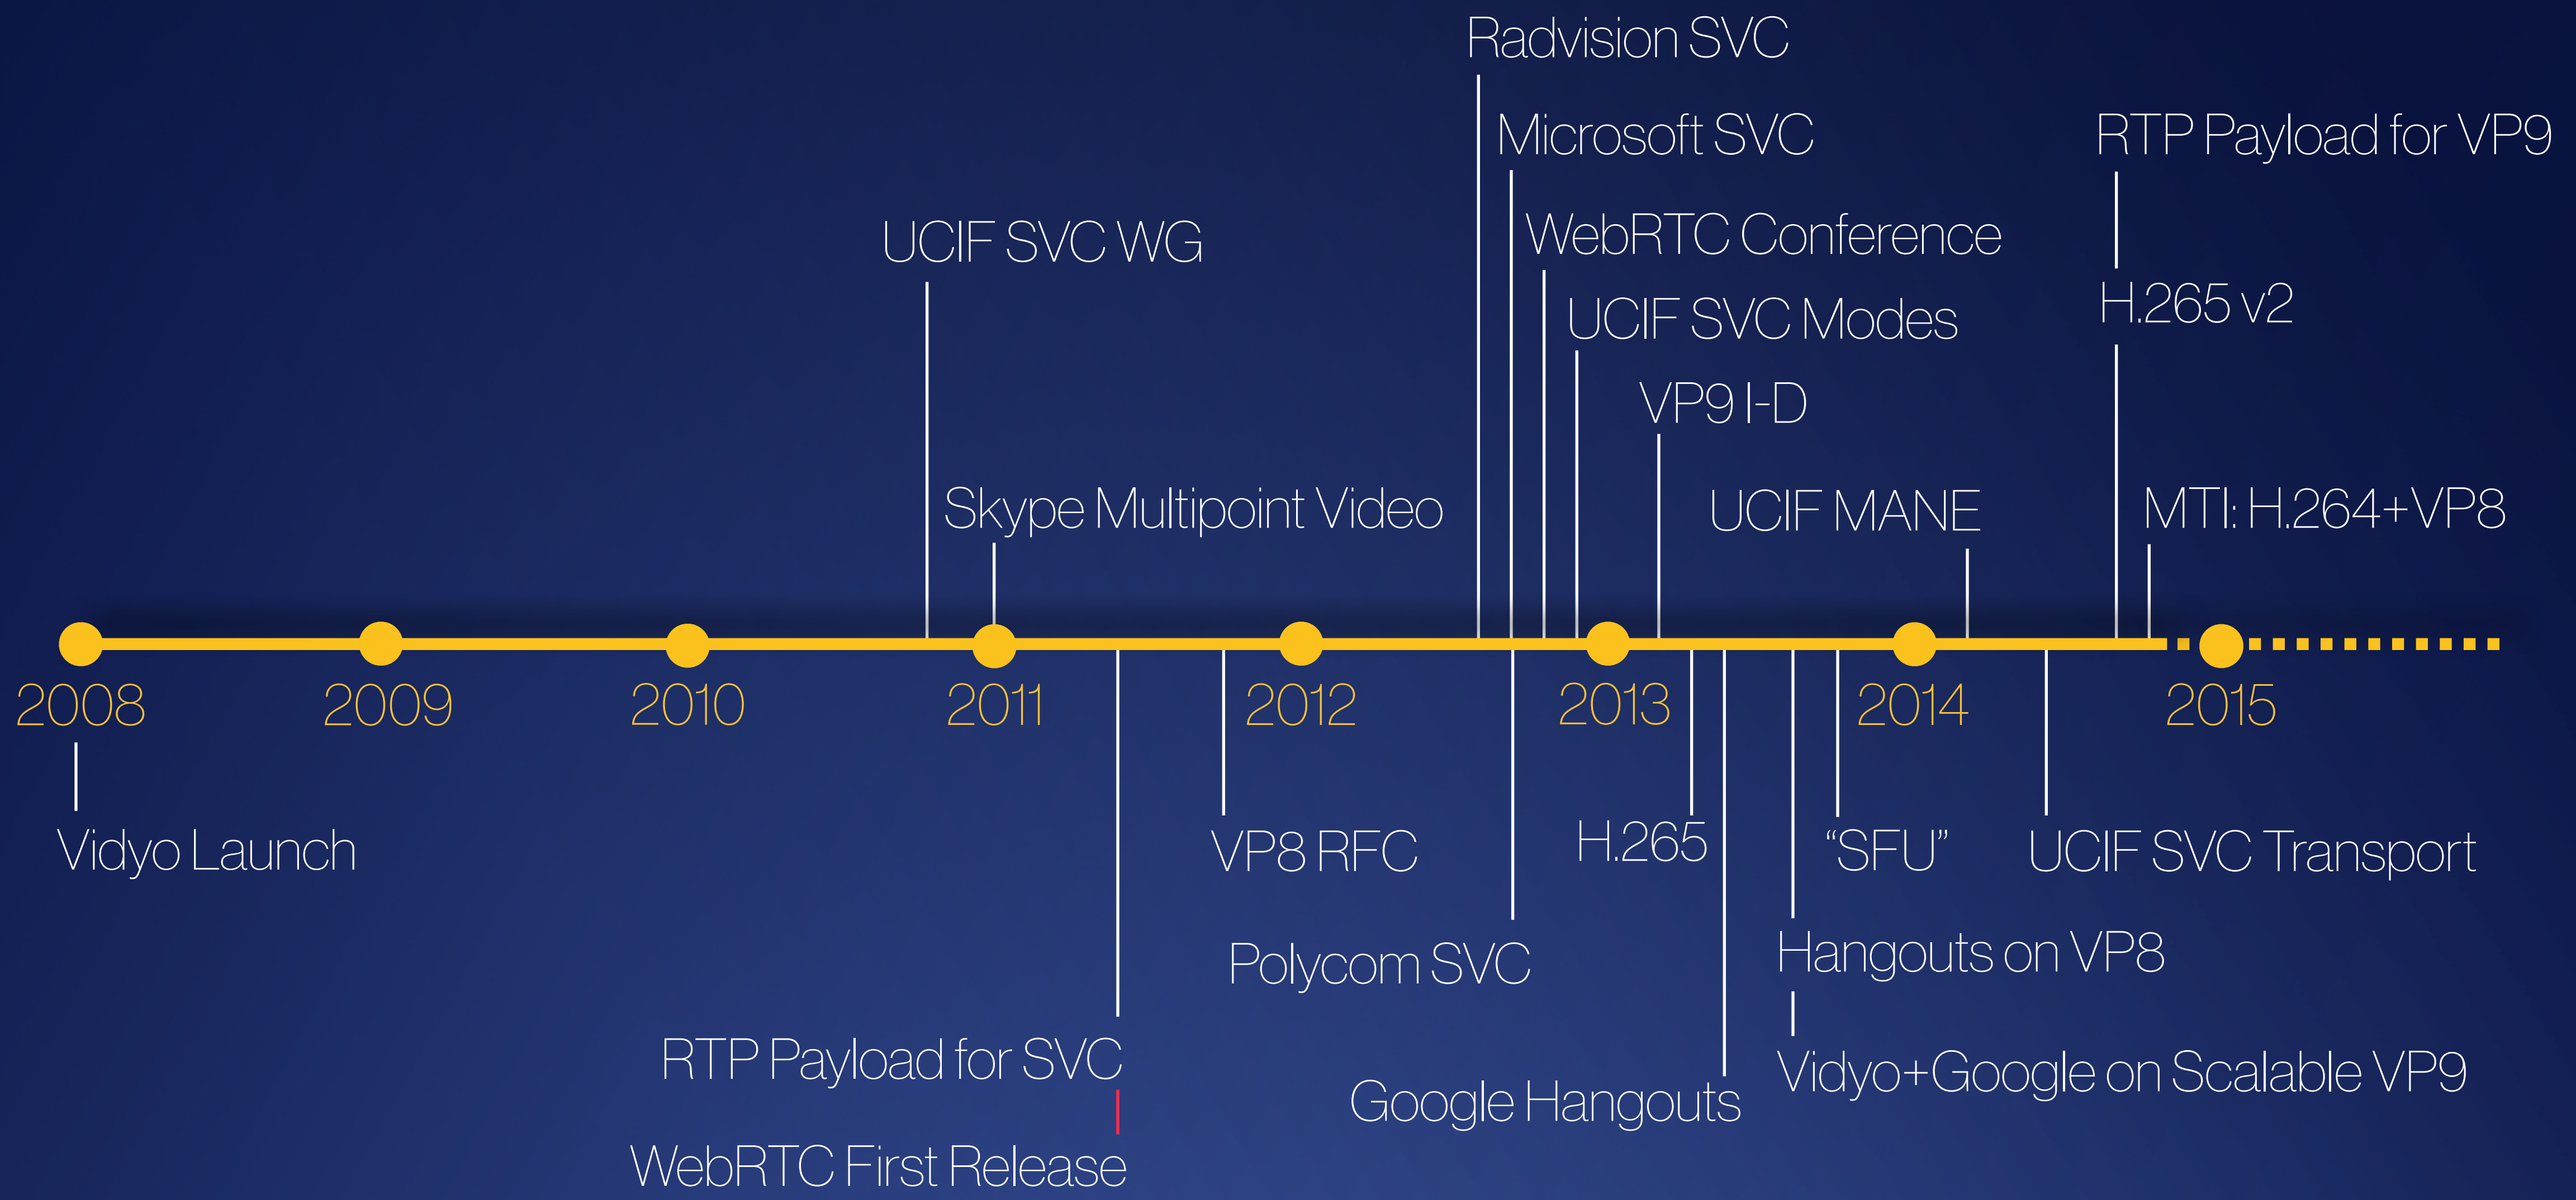 Radvision SVC
Microsoft SVC
RTP Payload for VP9
WebRTC Conference
UCIF SVC WG
H.265 v2
UCIF SVC Modes
VP9 I-D
Skype Multipoint Video
UCIF MANE
MTI: H.264+VP8
2008
2009
2010
2011
2012
2013
2014
2015
Vidyo Launch
VP8 RFC
H.265
“SFU”
UCIF SVC Transport
Polycom SVC
Hangouts on VP8
RTP Payload for SVC
Google Hangouts
Vidyo+Google on Scalable VP9
WebRTC First Release